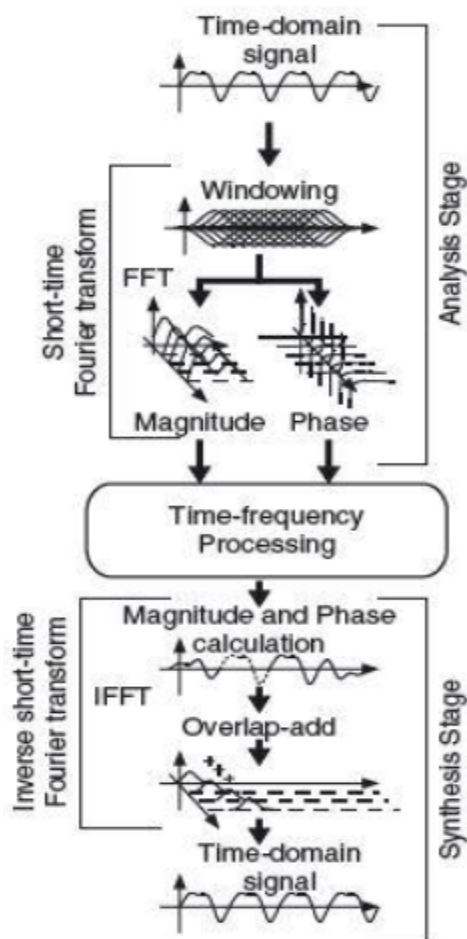 Time-domain
signal
Analysis Stage
Short-time
Fourier transform
Windowing
FFT
Magnitude
Phase
Time-frequency
Processing
Synthesis Stage
Inverse short-time
Fourier transform
Magnitude and Phase
calculation
IFFT
Overlap-add
Time-domain
signal